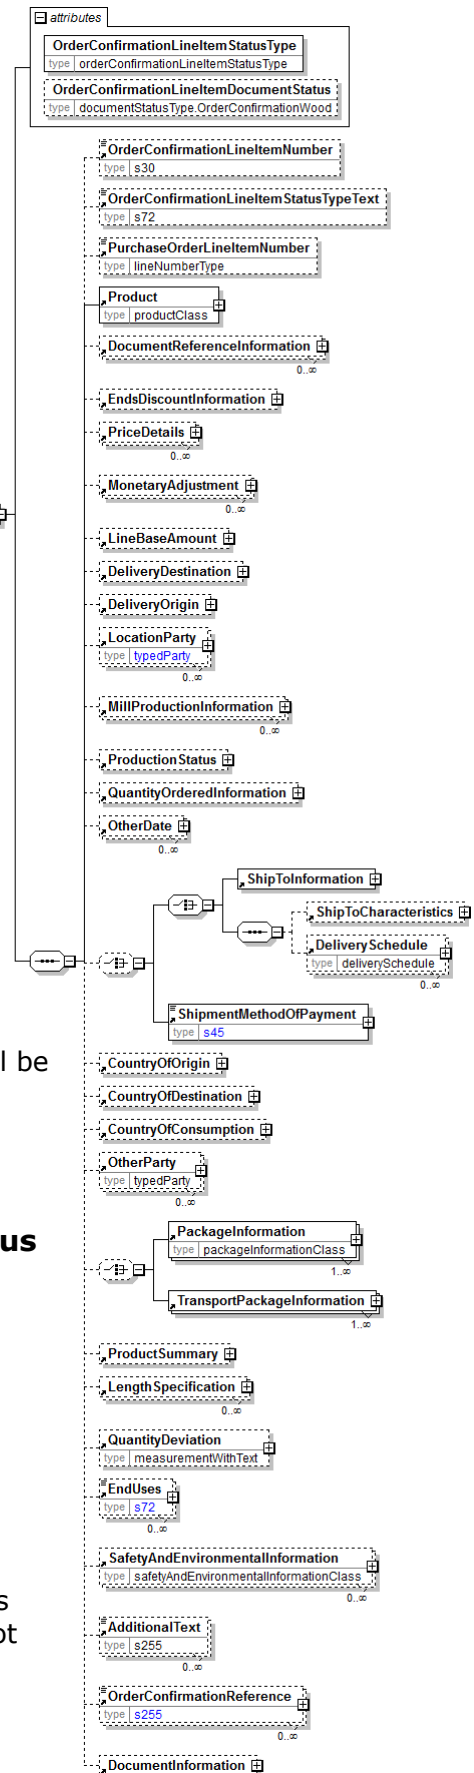 attributes
OrderConfirmationLineItemStatusType
type orderConfirmationLineItemStatusType
OrderConfirmationLineItemDocumentStatus
type documentStatusType.OrderConfirmationWood
OrderConfirmationLineItemNumber
type s30
OrderConfirmationLineItemStatusTypeText
type s72
PurchaseOrderLineItemNumber
type lineNumberType
Product
type productClass
DocumentReferenceInformation
0..∞
EndsDiscountInformation
PriceDetails
0..∞
MonetaryAdjustment
0..∞
LineBaseAmount
DeliveryDestination
DeliveryOrigin
LocationParty
type typedParty
0..∞
MillProductionInformation
0..∞
ProductionStatus
QuantityOrderedInformation
OtherDate
0..∞
ShipToInformation
ShipToCharacteristics
DeliverySchedule
type deliverySchedule
0..∞
ShipmentMethodOfPayment
type s45
l be
CountryOfOrigin
CountryOfDestination
CountryOfConsumption
OtherParty
type typedParty
0..∞
us
PackageInformation
type packageInformationClass
1..∞
TransportPackageInformation
1..∞
ProductSummary
LengthSpecification
0..∞
QuantityDeviation
type measurementWithText
EndUses
type s72
0..∞
SafetyAndEnvironmentalInformation
type safetyAndEnvironmentalInformationClass
0..∞
s
AdditionalText
ot
type s255
0..∞
OrderConfirmationReference
type s255
0..∞
DocumentInformation